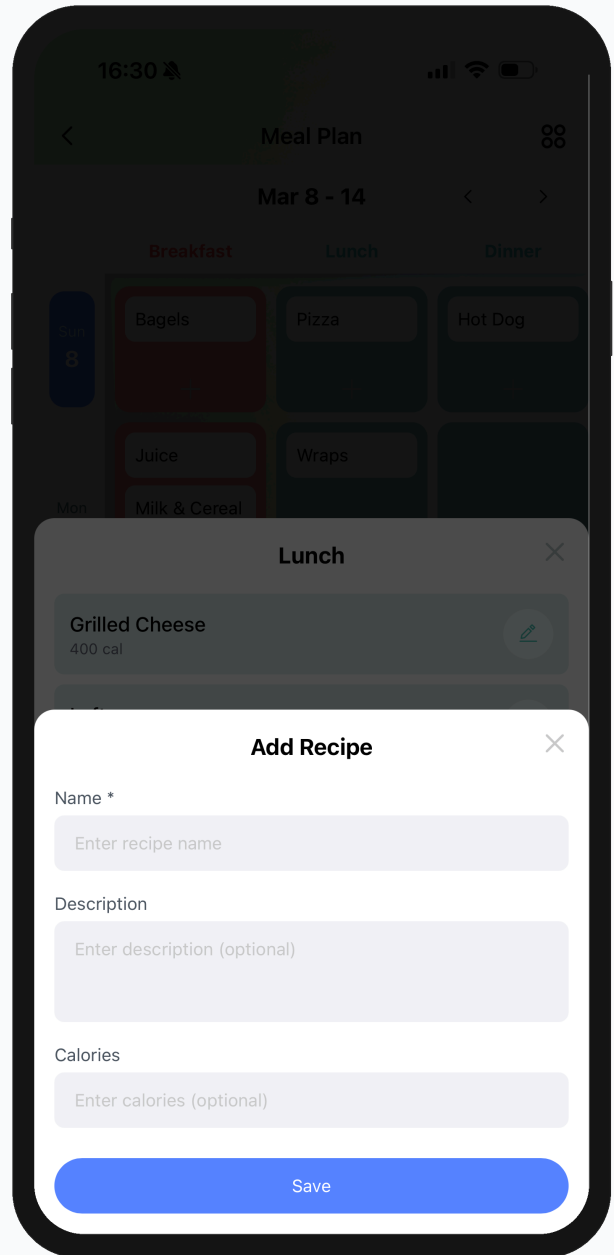 16:30
Meal Plan
Mar 8 - 14
Breakfast Lunch Dinner
Sun
8
Bagels Pizza Hot Dog
Juice Wraps
Mon
Milk & Cereal
Lunch
Grilled Cheese
400 cal
Add Recipe
Name *
Enter recipe name
Description
Enter description (optional)
Calories
Enter calories (optional)
Save